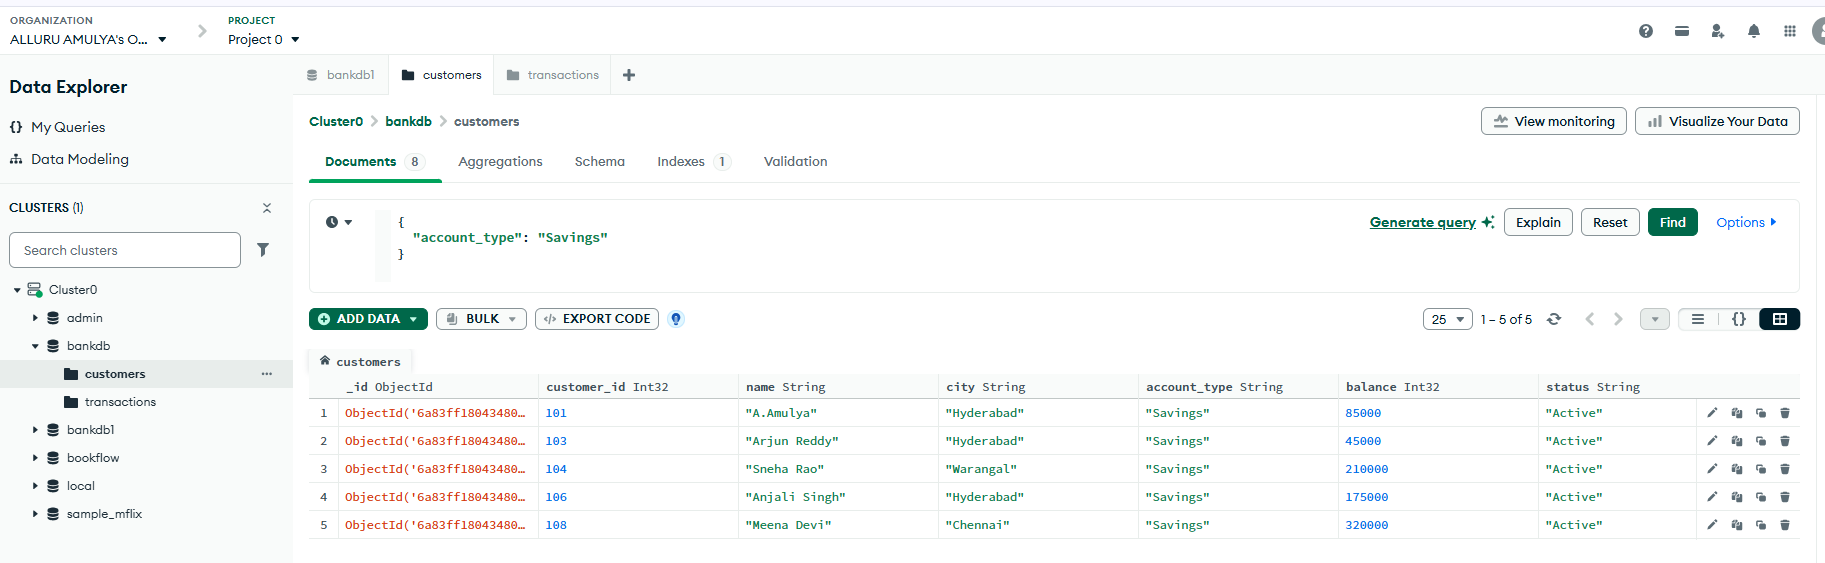 ORGANIZATION
ALLURU AMULYA's O...
PROJECT
Project 0
Data Explorer
My Queries
Data Modeling
CLUSTERS (1)
Search clusters
Cluster0
admin
bankdb
customers
transactions
bankdb1
bookflow
local
sample_mflix
bankdb1
customers
transactions
Cluster0 > bankdb > customers
View monitoring
Visualize Your Data
Documents 8
Aggregations
Schema
Indexes 1
Validation
{
"account_type": "Savings"
}
Generate query
Explain
Reset
Find
Options
ADD DATA
BULK
EXPORT CODE
25
1 – 5 of 5
customers
_id ObjectId customer_id Int32 name String city String account_type String balance Int32 status String
1 ObjectId('6a83ff18043480... 101 "A.Amulya" "Hyderabad" "Savings" 85000 "Active"
2 ObjectId('6a83ff18043480... 103 "Arjun Reddy" "Hyderabad" "Savings" 45000 "Active"
3 ObjectId('6a83ff18043480... 104 "Sneha Rao" "Warangal" "Savings" 210000 "Active"
4 ObjectId('6a83ff18043480... 106 "Anjali Singh" "Hyderabad" "Savings" 175000 "Active"
5 ObjectId('6a83ff18043480... 108 "Meena Devi" "Chennai" "Savings" 320000 "Active"